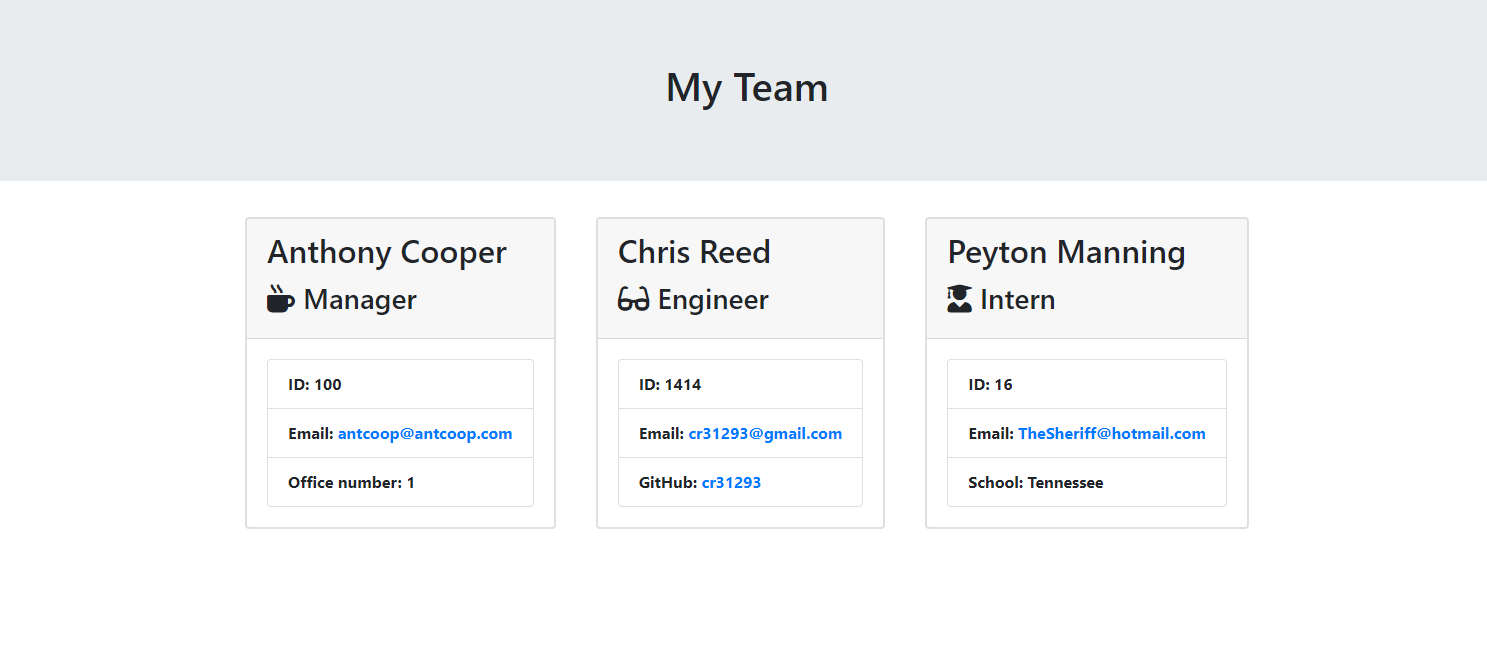 My Team
Anthony Cooper
Manager
ID: 100
Email: antcoop@antcoop.com
Office number: 1
Chris Reed
Engineer
ID: 1414
Email: cr31293@gmail.com
GitHub: cr31293
Peyton Manning
Intern
ID: 16
Email: TheSheriff@hotmail.com
School: Tennessee